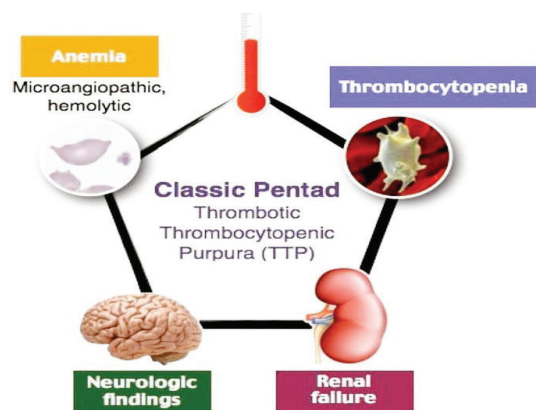 Anemia
Microangiopathic,
hemolytic
Thrombocytopenia
Classic Pentad
Thrombotic
Thrombocytopenic
Purpura (TTP)
Neurologic
findings
Renal
failure